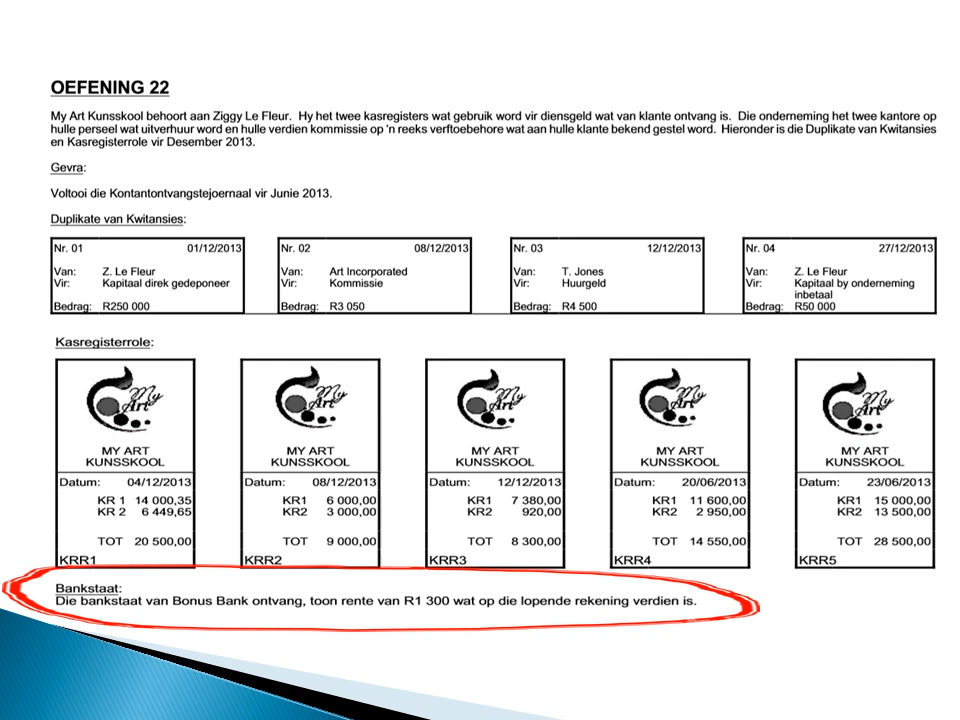 OEFENING 22
My Art Kunsskool behoort aan Ziggy Le Fleur. Hy het twee kasregisters wat gebruik word vir diensgeld wat van klante ontvang is. Die onderneming het twee kantore op
hulle perseel wat uitverhuur word en hulle verdien kommissie op 'n reeks verftoebehore wat aan hulle klante bekend gestel word. Hieronder is die Duplikate van Kwitansies
en Kasregisterrole vir Desember 2013.
Gevra:
Voltooi die Kontantontvangstejoernaal vir Junie 2013.
Duplikate van Kwitansies:
Nr. 01 01/12/2013
Van: Z. Le Fleur
Vir: Kapitaal direk gedeponeer
Bedrag: R250 000
Nr. 02 08/12/2013
Van: Art Incorporated
Vir: Kommissie
Bedrag: R3 050
Nr. 03 12/12/2013
Van: T. Jones
Vir: Huurgeld
Bedrag: R4 500
Nr. 04 27/12/2013
Van: Z. Le Fleur
Vir: Kapitaal by onderneming
inbetaal
Bedrag: R50 000
Kasregisterrole:
My
Art
MY ART
KUNSSKOOL
Datum: 04/12/2013
KR 1 14 000,35
KR 2 6 449,65
TOT 20 500,00
KRR1
My
Art
MY ART
KUNSSKOOL
Datum: 08/12/2013
KR1 6 000,00
KR2 3 000,00
TOT 9 000,00
KRR2
My
Art
MY ART
KUNSSKOOL
Datum: 12/12/2013
KR1 7 380,00
KR2 920,00
TOT 8 300,00
KRR3
My
Art
MY ART
KUNSSKOOL
Datum: 20/06/2013
KR1 11 600,00
KR2 2 950,00
TOT 14 550,00
KRR4
My
Art
MY ART
KUNSSKOOL
Datum: 23/06/2013
KR1 15 000,00
KR2 13 500,00
TOT 28 500,00
KRR5
Bankstaat:
Die bankstaat van Bonus Bank ontvang, toon rente van R1 300 wat op die lopende rekening verdien is.